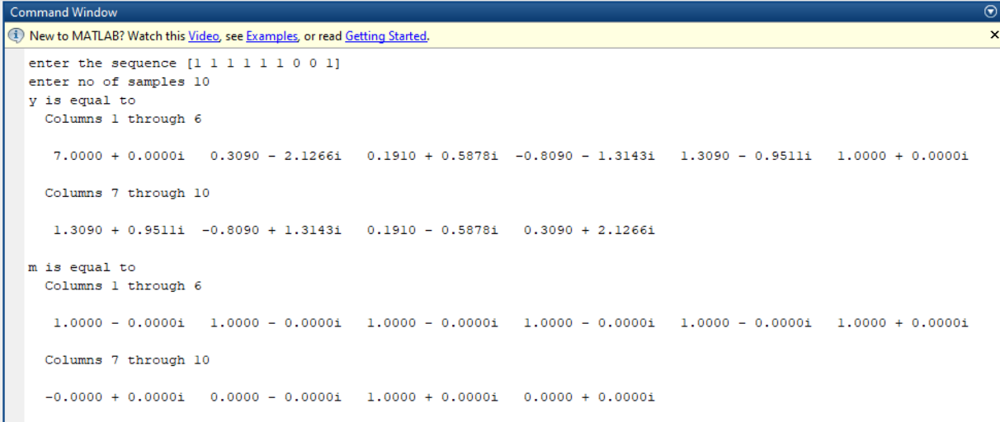 Command Window
New to MATLAB? Watch this Video, see Examples, or read Getting Started.
enter the sequence [1 1 1 1 1 1 0 0 1]
enter no of samples 10
y is equal to
Columns 1 through 6
7.0000 + 0.0000i 0.3090 - 2.1266i 0.1910 + 0.5878i -0.8090 - 1.3143i 1.3090 - 0.9511i 1.0000 + 0.0000i
Columns 7 through 10
1.3090 + 0.9511i -0.8090 + 1.3143i 0.1910 - 0.5878i 0.3090 + 2.1266i
m is equal to
Columns 1 through 6
1.0000 - 0.0000i 1.0000 - 0.0000i 1.0000 - 0.0000i 1.0000 - 0.0000i 1.0000 - 0.0000i 1.0000 + 0.0000i
Columns 7 through 10
-0.0000 + 0.0000i 0.0000 - 0.0000i 1.0000 + 0.0000i 0.0000 + 0.0000i